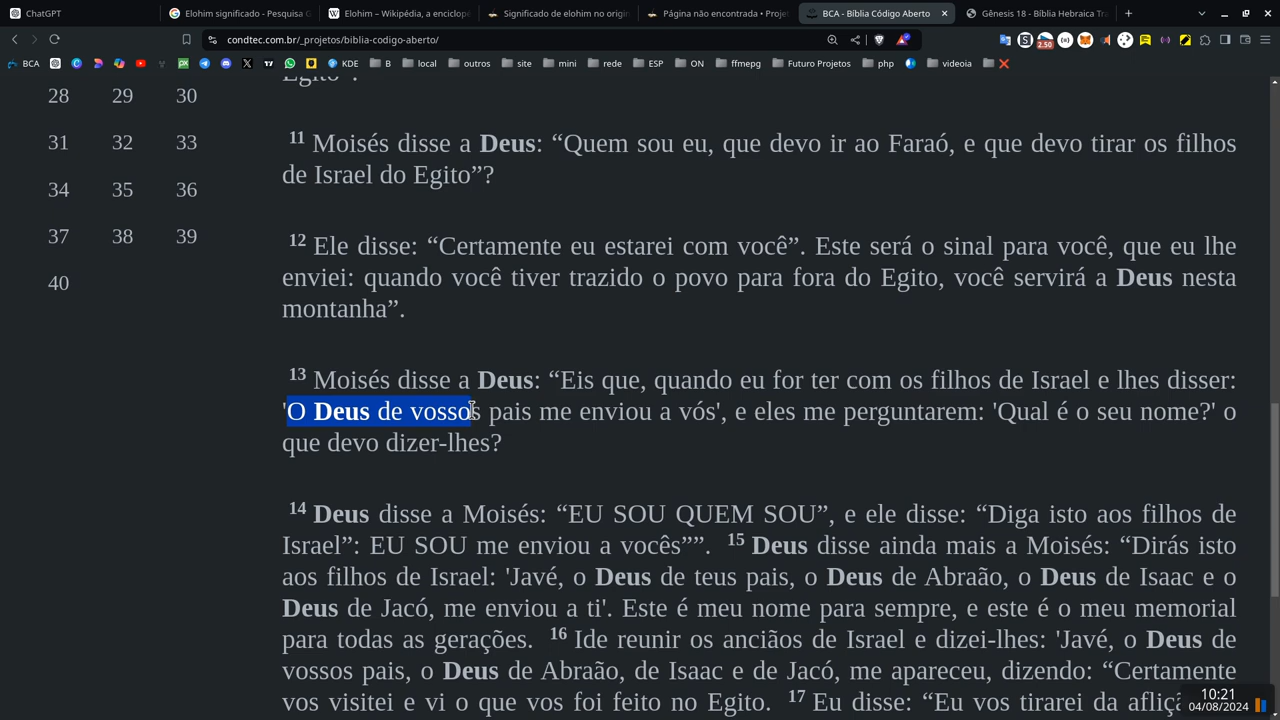 ChatGPT
Elohim significado - Pesquisa G
Elohim – Wikipédia, a enciclope
Significado de elohim no origin
Página não encontrada • Projet
BCA - Bíblia Código Aberto
Gênesis 18 - Bíblia Hebraica Tra
condtec.com.br/_projetos/biblia-codigo-aberto/
2.50
BCA
KDE
B
local
outros
site
mini
rede
ESP
ON
ffmepg
Futuro Projetos
php
videoia
28 29 30
31 32 33
34 35 36
37 38 39
40
Egito”.
11 Moisés disse a Deus: “Quem sou eu, que devo ir ao Faraó, e que devo tirar os filhos
de Israel do Egito”?
12 Ele disse: “Certamente eu estarei com você”. Este será o sinal para você, que eu lhe
enviei: quando você tiver trazido o povo para fora do Egito, você servirá a Deus nesta
montanha”.
13 Moisés disse a Deus: “Eis que, quando eu for ter com os filhos de Israel e lhes disser:
'O Deus de vossos pais me enviou a vós', e eles me perguntarem: 'Qual é o seu nome?' o
que devo dizer-lhes?
14 Deus disse a Moisés: “EU SOU QUEM SOU”, e ele disse: “Diga isto aos filhos de
Israel”: EU SOU me enviou a vocês””. 15 Deus disse ainda mais a Moisés: “Dirás isto
aos filhos de Israel: 'Javé, o Deus de teus pais, o Deus de Abraão, o Deus de Isaac e o
Deus de Jacó, me enviou a ti'. Este é meu nome para sempre, e este é o meu memorial
para todas as gerações. 16 Ide reunir os anciãos de Israel e dizei-lhes: 'Javé, o Deus de
vossos pais, o Deus de Abraão, de Isaac e de Jacó, me apareceu, dizendo: “Certamente
vos visitei e vi o que vos foi feito no Egito. 17 Eu disse: “Eu vos tirarei da
10:21
04/08/2024